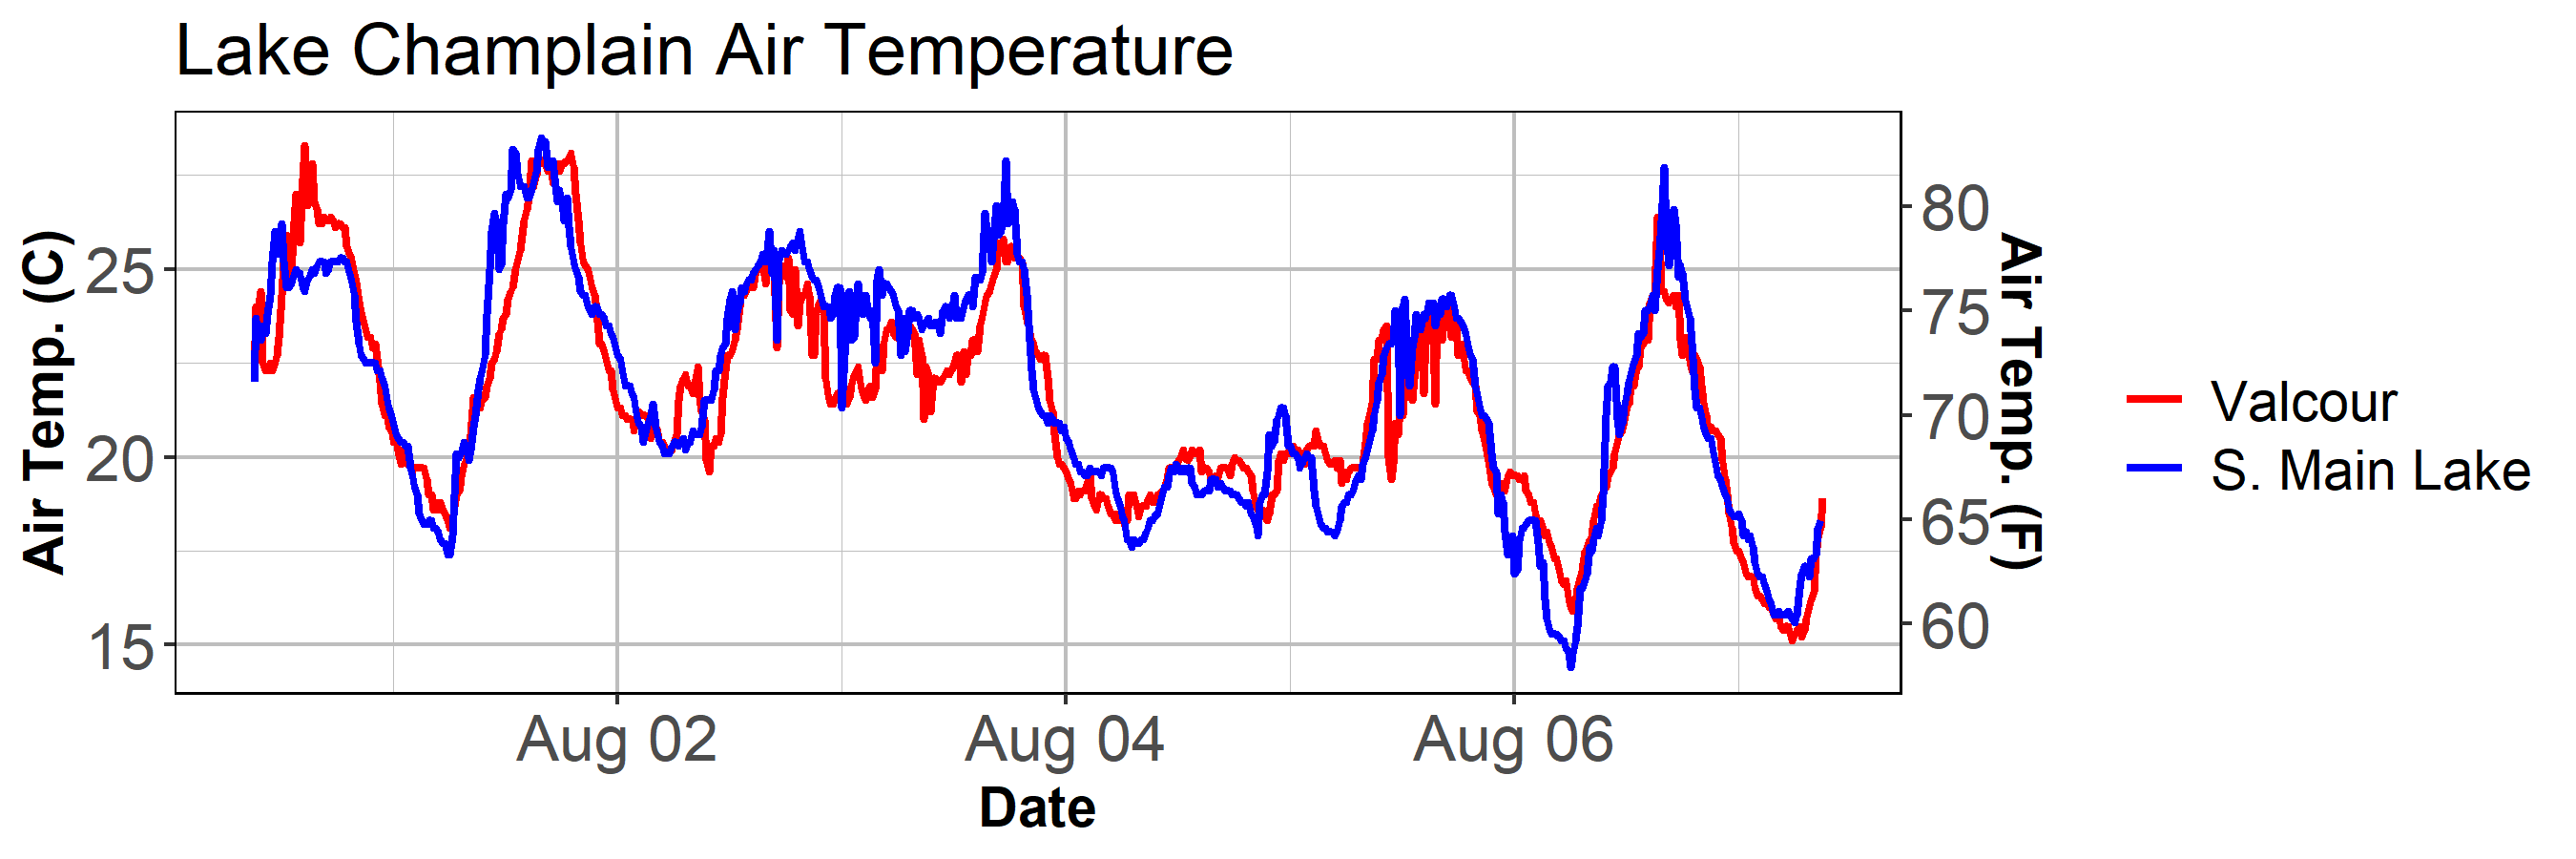 Lake Champlain Air Temperature
Air Temp. (C)
25
20
15
80
75
70
65
60
Air Temp. (F)
Aug 02
Aug 04
Aug 06
Date
Valcour
S. Main Lake